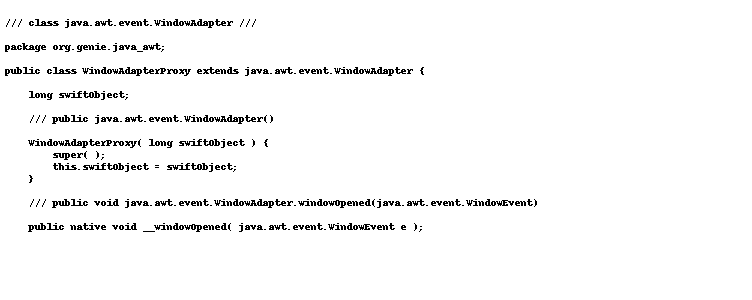 /// class java.awt.event.WindowAdapter ///
package org.genie.java_awt;
public class WindowAdapterProxy extends java.awt.event.WindowAdapter {
long swiftObject;
/// public java.awt.event.WindowAdapter()
WindowAdapterProxy( long swiftObject ) {
super( );
this.swiftObject = swiftObject;
}
/// public void java.awt.event.WindowAdapter.windowOpened(java.awt.event.WindowEvent)
public native void __windowOpened( java.awt.event.WindowEvent e );